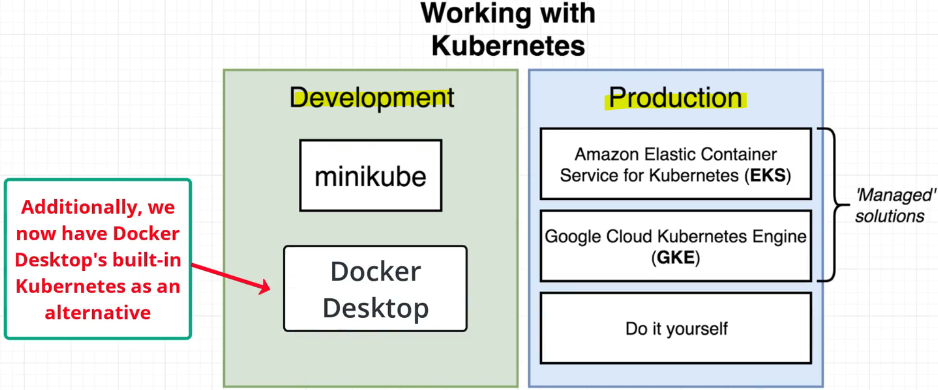 Working with
Kubernetes
Development
minikube
Additionally, we
now have Docker
Desktop's built-in
Kubernetes as an
alternative
Docker
Desktop
Production
Amazon Elastic Container
Service for Kubernetes (EKS)
Google Cloud Kubernetes Engine
(GKE)
Do it yourself
'Managed'
solutions